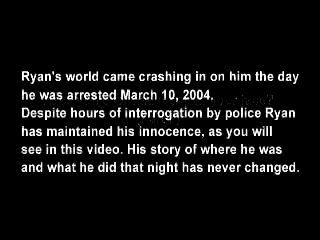 Ryan's world came crashing in on him the day
he was arrested March 10, 2004.
Despite hours of interrogation by police Ryan
has maintained his innocence, as you will
see in this video. His story of where he was
and what he did that night has never changed.